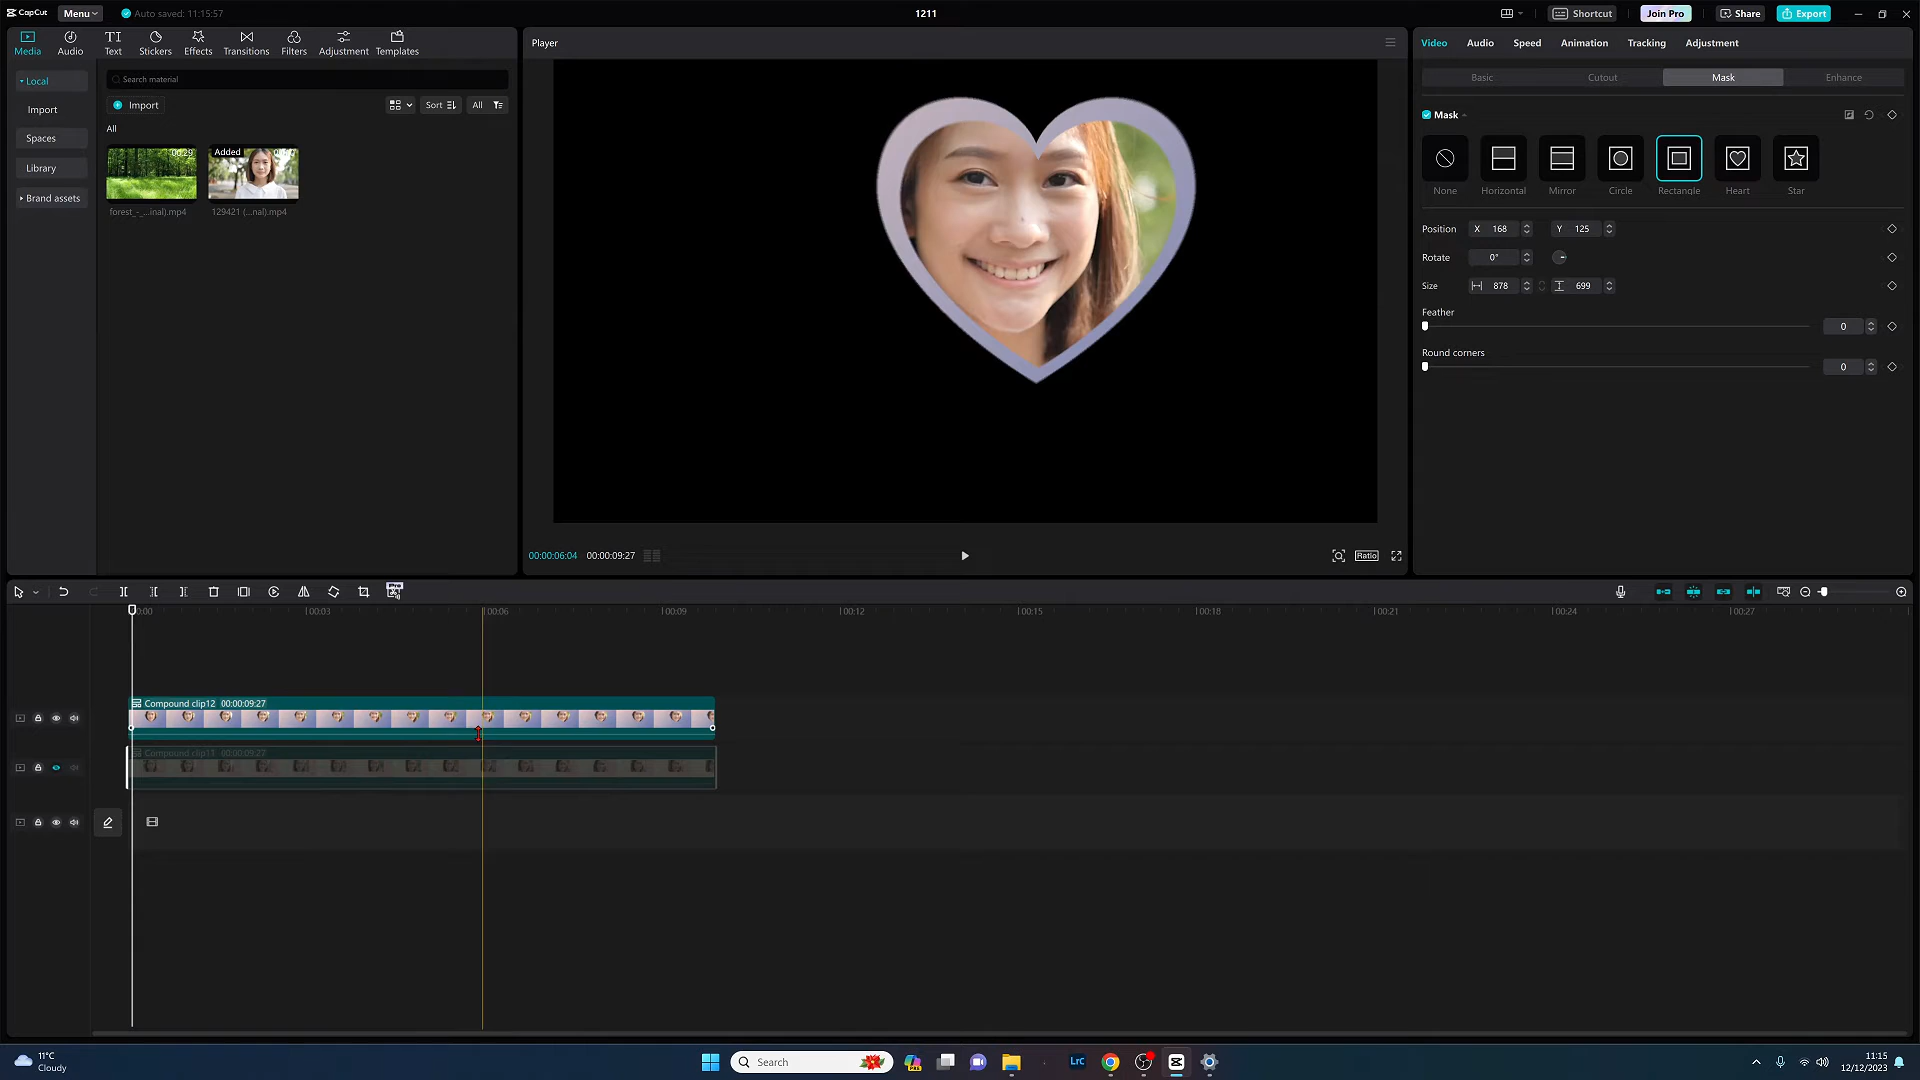 CapCut
Menu
Auto saved: 11:15:57
1211
Shortcut
Join Pro
Share
Export
Media
Audio
Text
Stickers
Effects
Transitions
Filters
Adjustment
Templates
Local
Import
Spaces
Library
Brand assets
Search material
Import
Sort
All
All
00:29
forest_-_...inal).mp4
Added
129421 (...nal).mp4
Player
00:00:06:04
00:00:09:27
Ratio
Video
Audio
Speed
Animation
Tracking
Adjustment
Basic
Cutout
Mask
Enhance
Mask
None
Horizontal
Mirror
Circle
Rectangle
Heart
Star
Position
X 168
Y 125
Rotate
0°
Size
878
699
Feather
0
Round corners
0
Pro
00:00
00:03
00:06
00:09
00:12
00:15
00:18
00:21
00:24
00:27
Compound clip12 00:00:09:27
Compound clip11 00:00:09:27
11°C
Cloudy
Search
LrC
11:15
12/12/2023